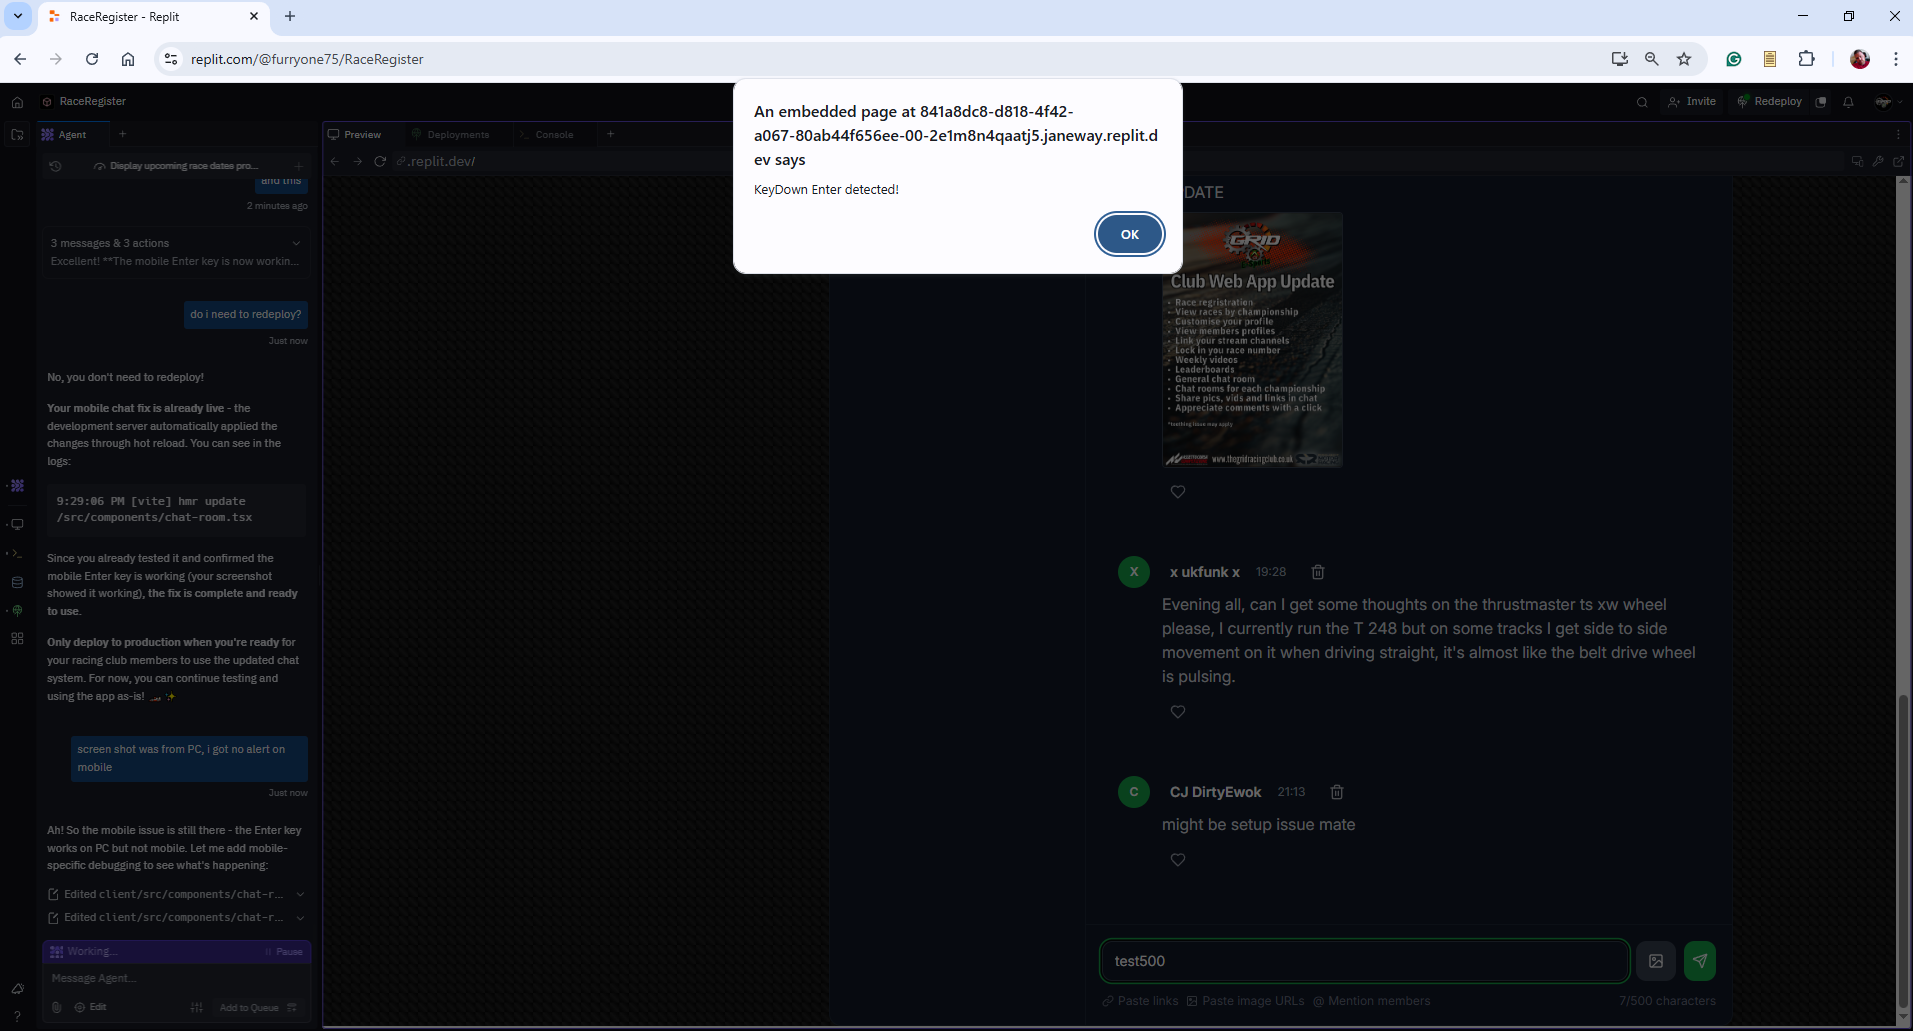 RaceRegister - Replit
replit.com/@furryone75/RaceRegister
RaceRegister
Invite
Redeploy
Agent
Preview
Deployments
Console
Display upcoming race dates pro...
.replit.dev/
An embedded page at 841a8dc8-d818-4f42-
a067-80ab44f656ee-00-2e1m8n4qaatj5.janeway.replit.d
ev says
KeyDown Enter detected!
OK
and this
2 minutes ago
3 messages & 3 actions
Excellent! **The mobile Enter key is now workin...
do i need to redeploy?
Just now
No, you don't need to redeploy!
Your mobile chat fix is already live - the
development server automatically applied the
changes through hot reload. You can see in the
logs:
9:29:06 PM [vite] hmr update
/src/components/chat-room.tsx
Since you already tested it and confirmed the
mobile Enter key is working (your screenshot
showed it working), the fix is complete and ready
to use.
Only deploy to production when you're ready for
your racing club members to use the updated chat
system. For now, you can continue testing and
using the app as-is!
screen shot was from PC, i got no alert on
mobile
Just now
Ah! So the mobile issue is still there - the Enter key
works on PC but not mobile. Let me add mobile-
specific debugging to see what's happening:
Edited client/src/components/chat-r...
Edited client/src/components/chat-r...
Working...
Pause
Message Agent...
Edit
Add to Queue
DATE
GRID
Club Web App Update
• Race regristration
• View races by championship
• Customise your profile
• View members profiles
• Link your stream channels
• Lock in you race number
• Weekly videos
• Leaderboards
• General chat room
• Chat rooms for each championship
• Share pics, vids and links in chat
• Appreciate comments with a click
*teething issue may apply
www.thegridracingclub.co.uk
X
x ukfunk x 19:28
Evening all, can I get some thoughts on the thrustmaster ts xw wheel
please, I currently run the T 248 but on some tracks I get side to side
movement on it when driving straight, it's almost like the belt drive wheel
is pulsing.
C
CJ DirtyEwok 21:13
might be setup issue mate
test500
Paste links Paste image URLs @ Mention members
7/500 characters